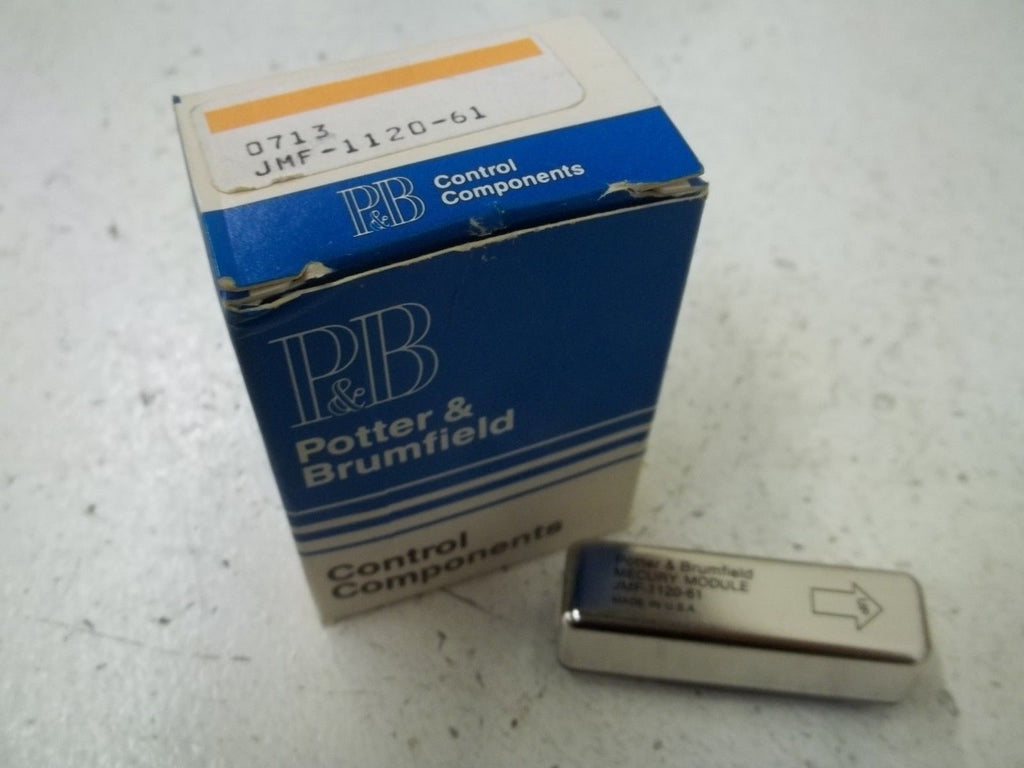 0713
JMF-1120-61
P&B Control
Components
P&B
Potter &
Brumfield
Control
Components
Potter & Brumfield
MECURY MODULE
JMF-1120-61
MADE IN U.S.A.